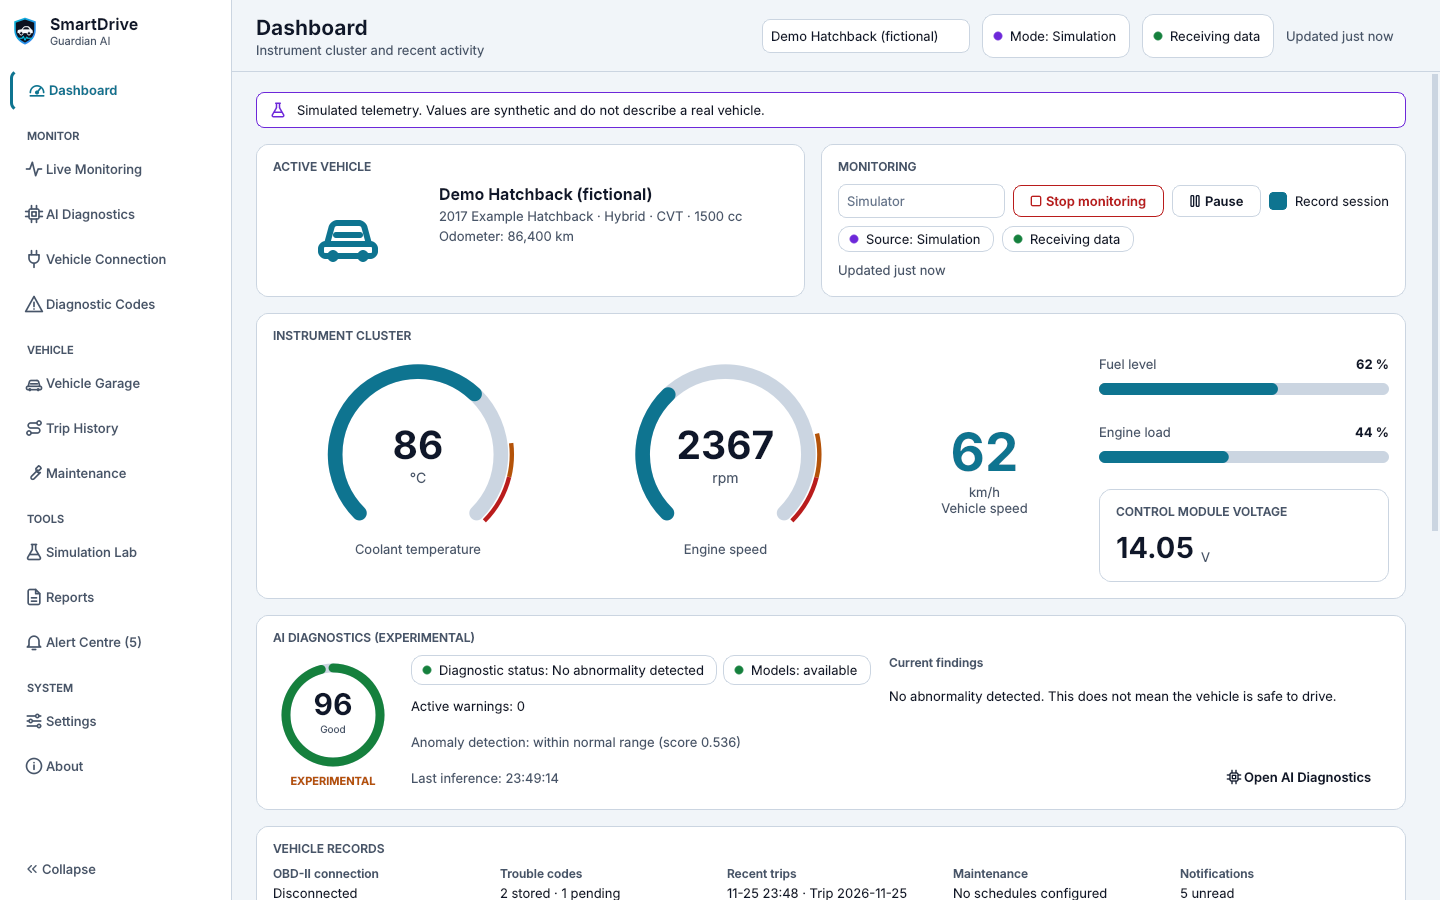 SmartDrive
Guardian AI
Dashboard
MONITOR
Live Monitoring
AI Diagnostics
Vehicle Connection
Diagnostic Codes
VEHICLE
Vehicle Garage
Trip History
Maintenance
TOOLS
Simulation Lab
Reports
Alert Centre (5)
SYSTEM
Settings
About
Collapse
Dashboard
Instrument cluster and recent activity
Demo Hatchback (fictional)
Mode: Simulation
Receiving data
Updated just now
Simulated telemetry. Values are synthetic and do not describe a real vehicle.
ACTIVE VEHICLE
Demo Hatchback (fictional)
2017 Example Hatchback · Hybrid · CVT · 1500 cc
Odometer: 86,400 km
MONITORING
Simulator
Stop monitoring
Pause
Record session
Source: Simulation
Receiving data
Updated just now
INSTRUMENT CLUSTER
86
°C
Coolant temperature
2367
rpm
Engine speed
62
km/h
Vehicle speed
Fuel level 62 %
Engine load 44 %
CONTROL MODULE VOLTAGE
14.05 V
AI DIAGNOSTICS (EXPERIMENTAL)
96
Good
EXPERIMENTAL
Diagnostic status: No abnormality detected
Models: available
Active warnings: 0
Anomaly detection: within normal range (score 0.536)
Last inference: 23:49:14
Current findings
No abnormality detected. This does not mean the vehicle is safe to drive.
Open AI Diagnostics
VEHICLE RECORDS
OBD-II connection
Disconnected
Trouble codes
2 stored · 1 pending
Recent trips
11-25 23:48 · Trip 2026-11-25
Maintenance
No schedules configured
Notifications
5 unread